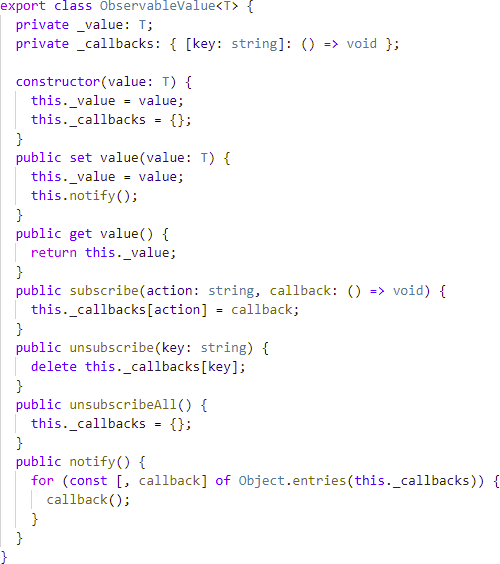 export class ObservableValue<T> {
  private _value: T;
  private _callbacks: { [key: string]: () => void };

  constructor(value: T) {
    this._value = value;
    this._callbacks = {};
  }
  public set value(value: T) {
    this._value = value;
    this.notify();
  }
  public get value() {
    return this._value;
  }
  public subscribe(action: string, callback: () => void) {
    this._callbacks[action] = callback;
  }
  public unsubscribe(key: string) {
    delete this._callbacks[key];
  }
  public unsubscribeAll() {
    this._callbacks = {};
  }
  public notify() {
    for (const [, callback] of Object.entries(this._callbacks)) {
      callback();
    }
  }
}